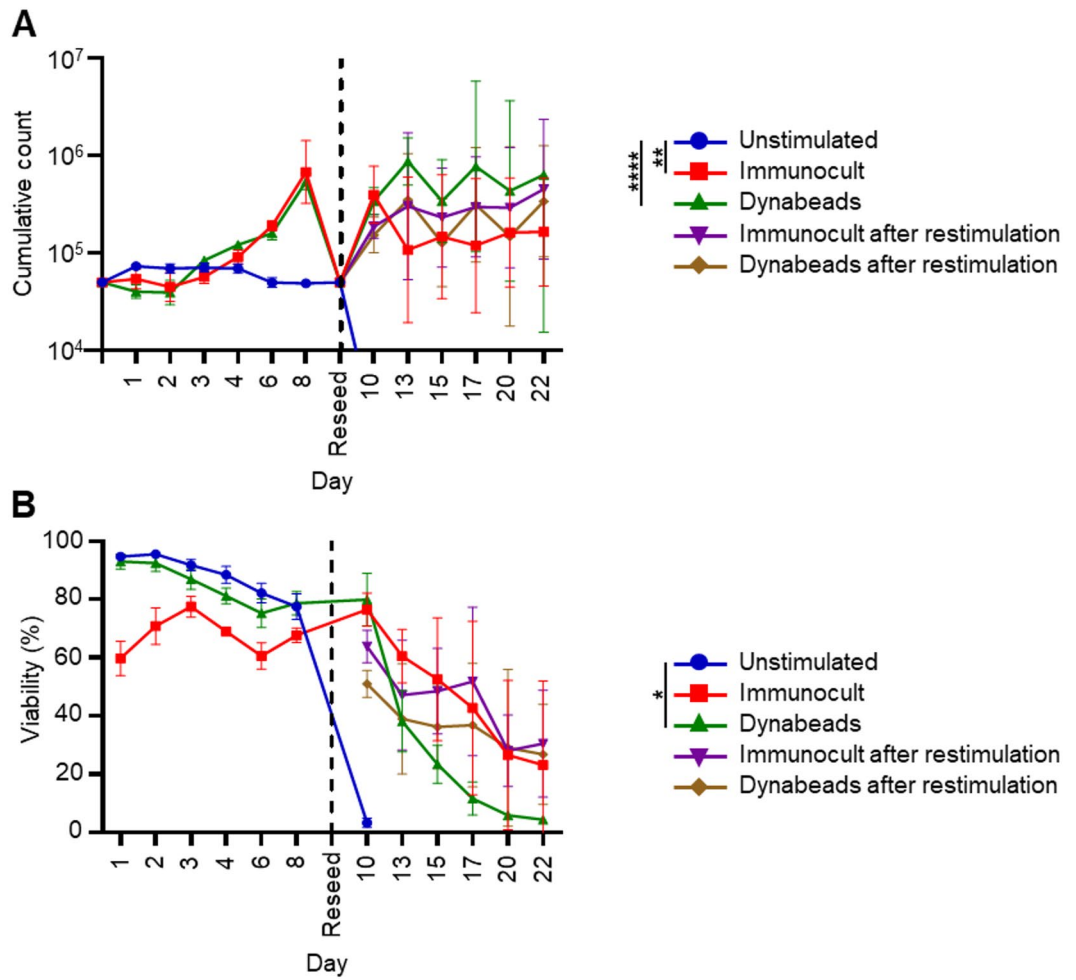 A
10⁷
10⁶
10⁵
10⁴
Cumulative count
1 2 3 4 6 8 Reseed 10 13 15 17 20 22
Day
**** **
Unstimulated
Immunocult
Dynabeads
Immunocult after restimulation
Dynabeads after restimulation
B
100
80
60
40
20
0
Viability (%)
1 2 3 4 6 8 Reseed 10 13 15 17 20 22
Day
*
Unstimulated
Immunocult
Dynabeads
Immunocult after restimulation
Dynabeads after restimulation